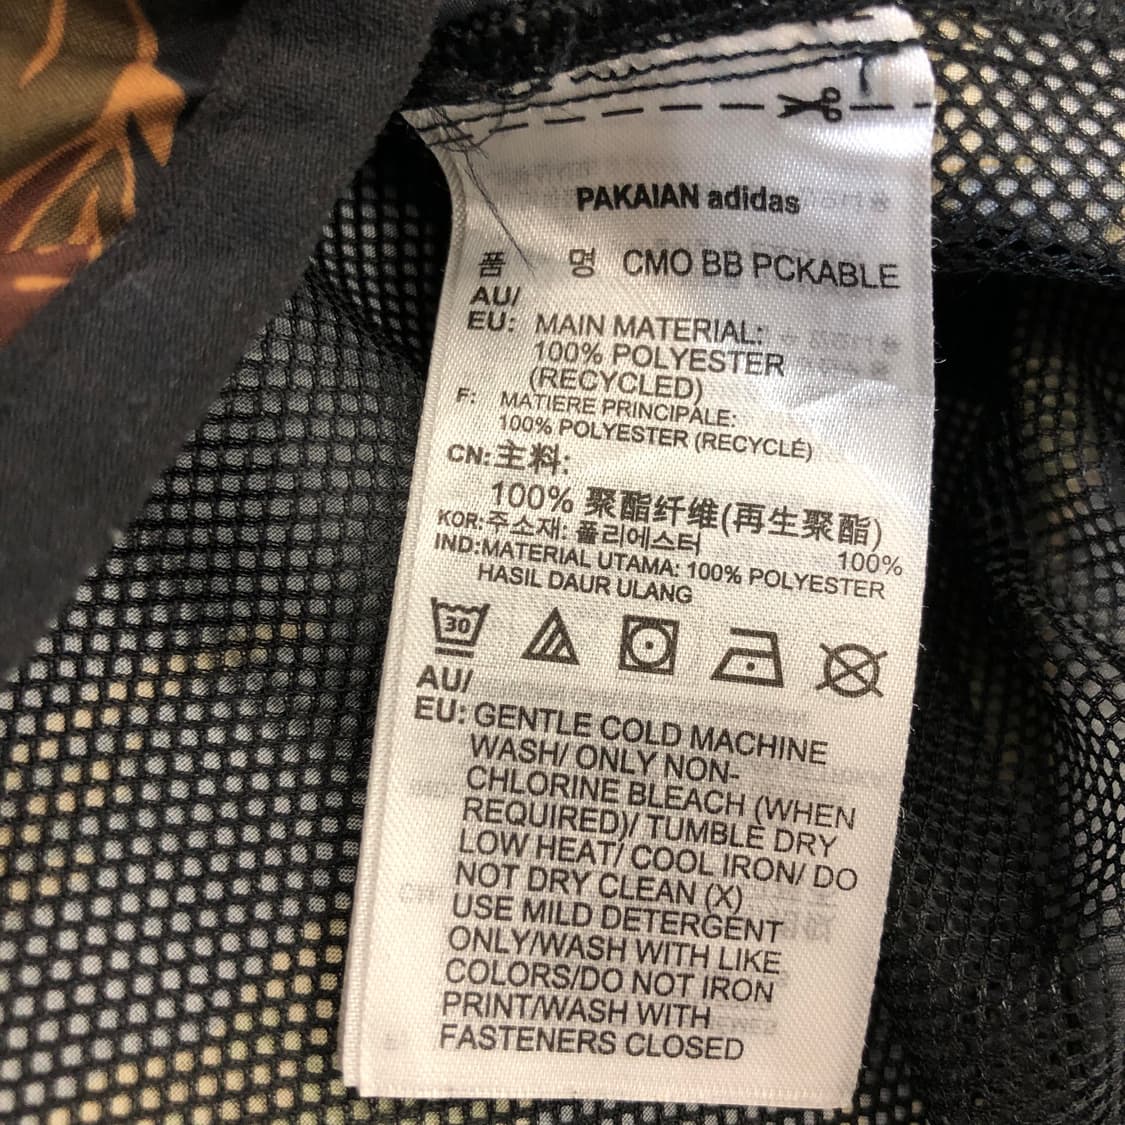 PAKAIAN adidas
품 명 CMO BB PCKABLE
AU/
EU: MAIN MATERIAL:
100% POLYESTER
(RECYCLED)
F: MATIERE PRINCIPALE:
100% POLYESTER (RECYCLÉ)
CN:主料:
100% 聚酯纤维(再生聚酯)
KOR:주소재: 폴리에스터
100%
IND:MATERIAL UTAMA: 100% POLYESTER
HASIL DAUR ULANG
30
AU/
EU: GENTLE COLD MACHINE
WASH/ ONLY NON-
CHLORINE BLEACH (WHEN
REQUIRED)/ TUMBLE DRY
LOW HEAT/ COOL IRON/ DO
NOT DRY CLEAN (X)
USE MILD DETERGENT
ONLY/WASH WITH LIKE
COLORS/DO NOT IRON
PRINT/WASH WITH
FASTENERS CLOSED